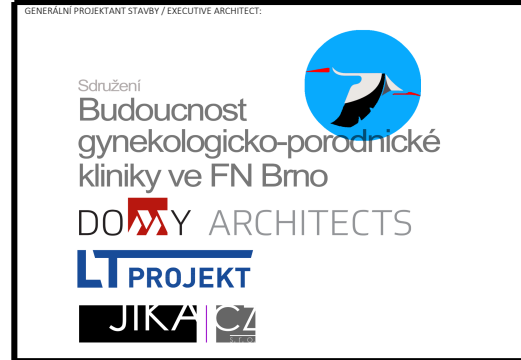 GENERÁLNÍ PROJEKTANT STAVBY / EXECUTIVE ARCHITECT:
Sdružení
Budoucnost
gynekologicko-porodnické
kliniky ve FN Brno
DOMY ARCHITECTS
LT PROJEKT
JIKA CZ
s.r.o.